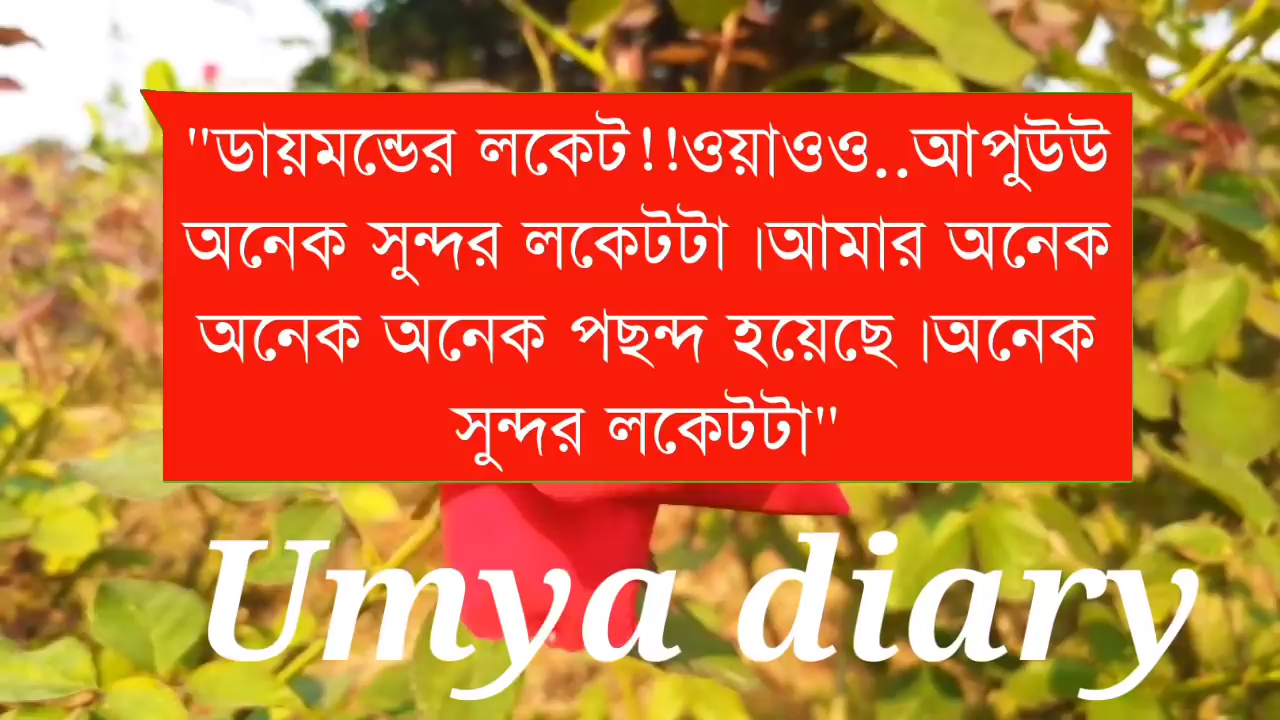 "ডায়মন্ডের লকেট!!ওয়াওও..আপুউউ
অনেক সুন্দর লকেটটা।আমার অনেক
অনেক অনেক পছন্দ হয়েছে।অনেক
সুন্দর লকেটটা"
Umya diary